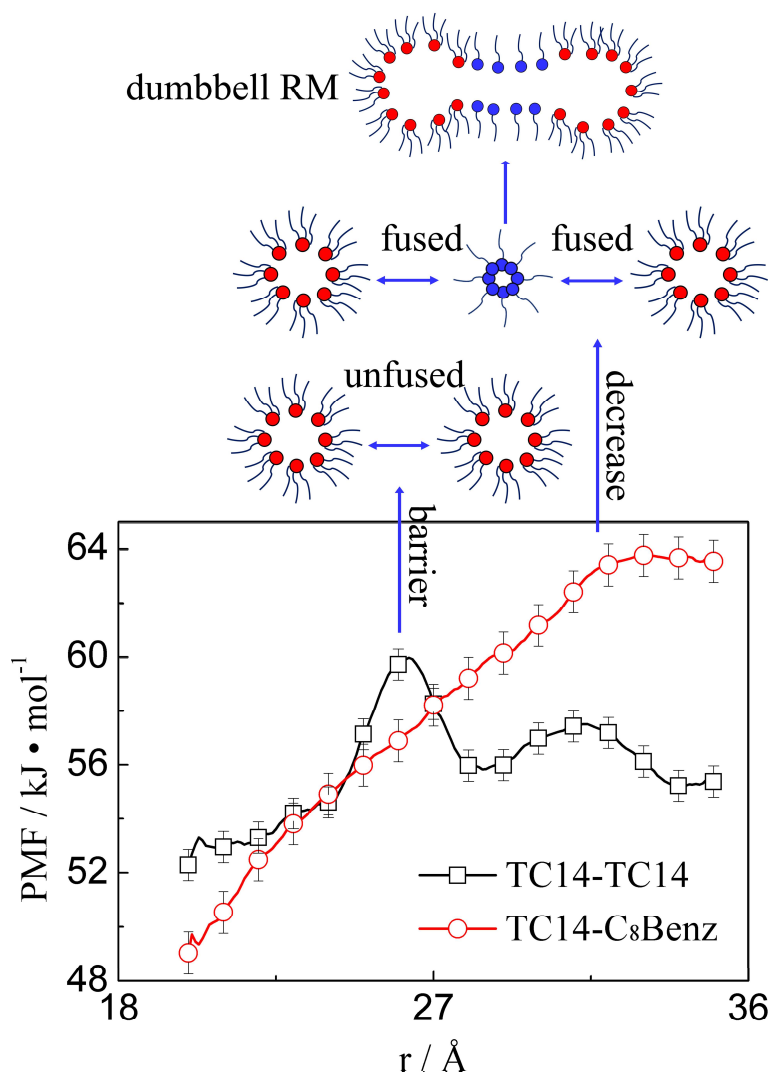 dumbbell RM
fused
fused
unfused
decrease
barrier
64
60
56
52
48
PMF / kJ • mol⁻¹
TC14-TC14
TC14-C₈Benz
18
27
36
r / Å